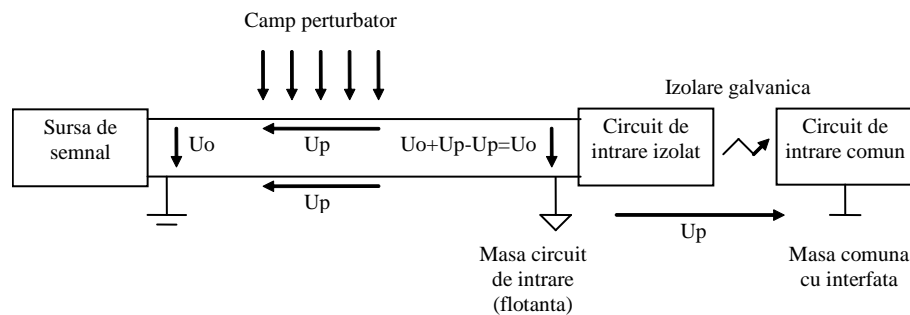 Camp perturbator
Izolare galvanica
Sursa de
semnal
Uo
Up
Uo+Up-Up=Uo
Circuit de
intrare izolat
Circuit de
intrare comun
Up
Up
Masa circuit
de intrare
(flotanta)
Masa comuna
cu interfata